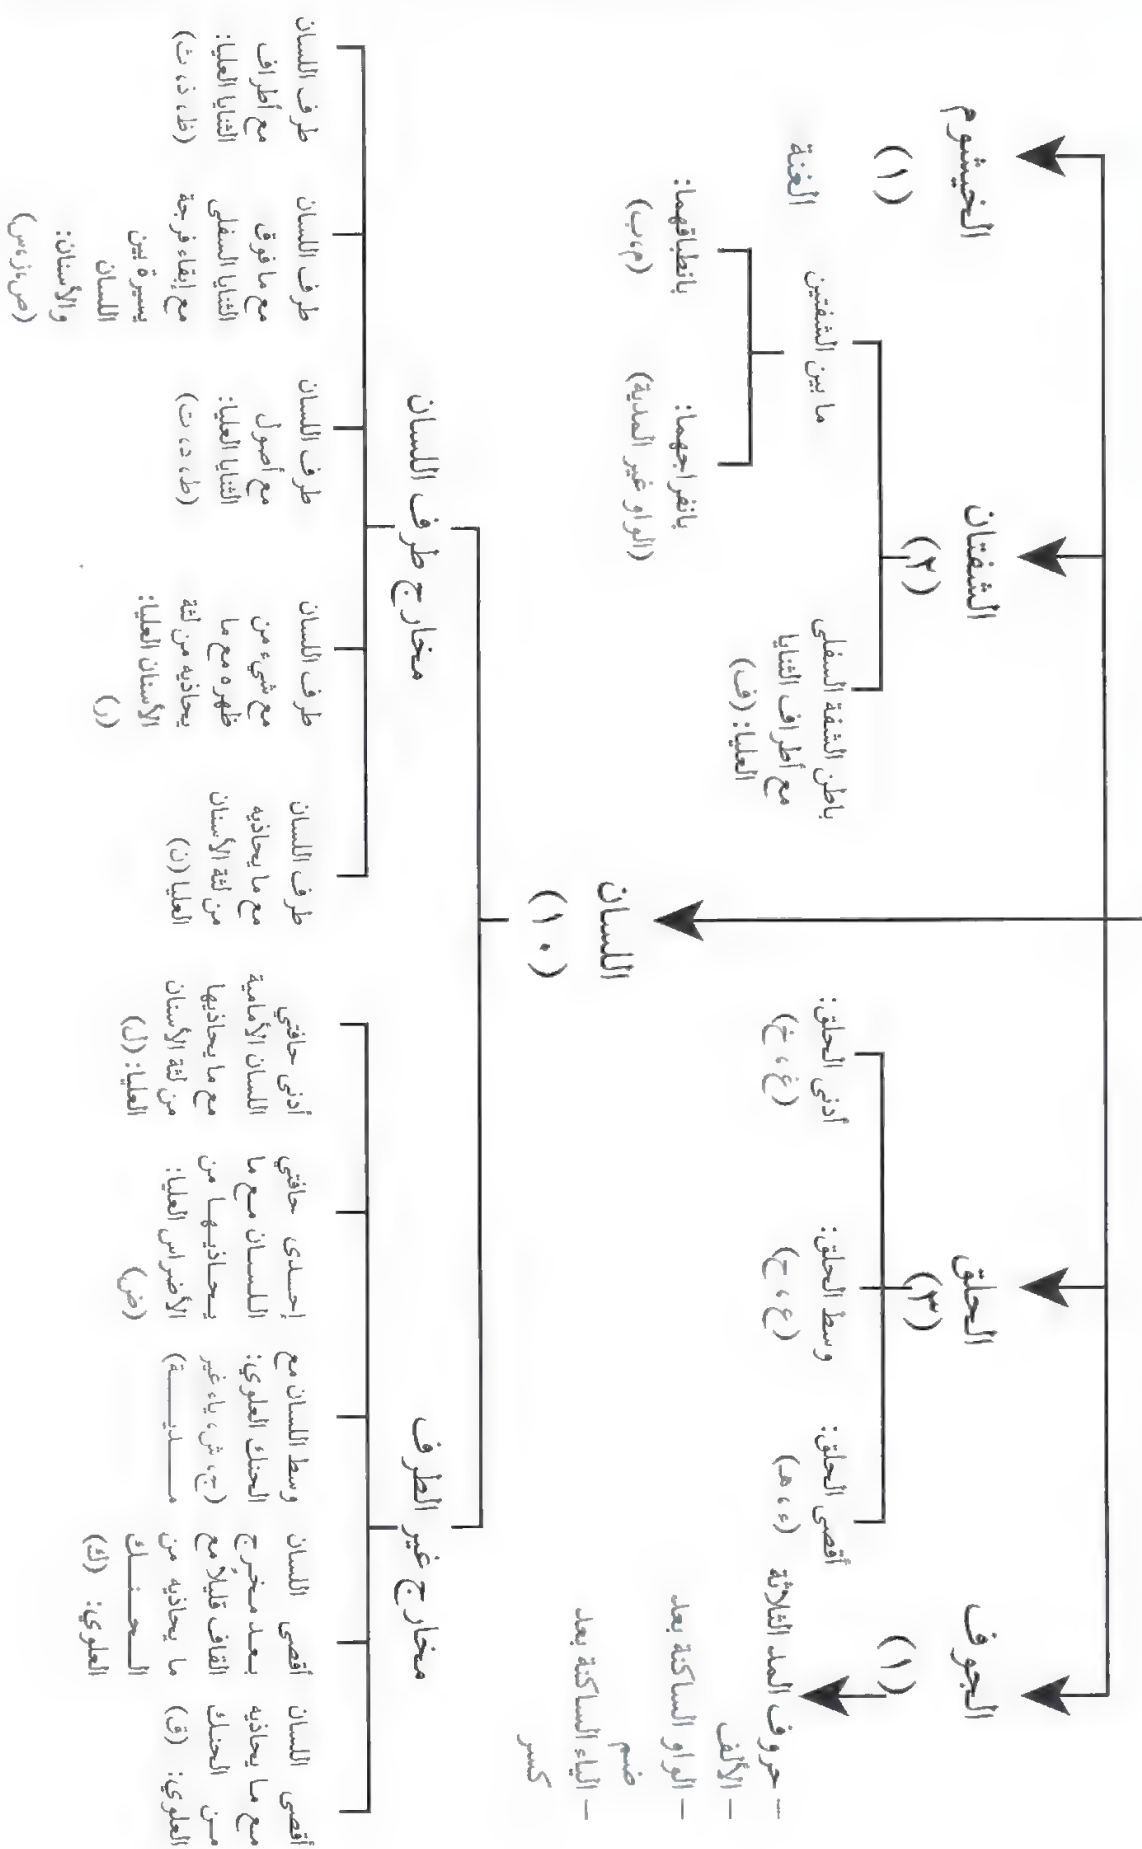 الجوف
(١)
– حروف المد الثلاثة
– الألف
– الواو الساكنة بعد
ضم
– الياء الساكنة بعد
كسر
الحلق
(٣)
أقصى الحلق:
(ء، هـ)
وسط الحلق:
(ع، ح)
أدنى الحلق:
(غ، خ)
اللسان
(١٠)
مخارج غير الطرف
أقصى اللسان
مع ما يحاذيه
من الحنك
العلوي: (ق)
أقصى اللسان
بعد مخرج
القاف قليلاً مع
ما يحاذيه من
الحنك
العلوي: (ك)
وسط اللسان مع
الحنك العلوي:
(ج، ش، ياء غير
مدية)
إحدى حافتي
اللسان مع ما
يحاذيها من
الأضراس العليا:
(ض)
أدنى حافتي
اللسان الأمامية
مع ما يحاذيها
من لثة الأسنان
العليا: (ل)
مخارج طرف اللسان
طرف اللسان
مع ما يحاذيه
من لثة الأسنان
العليا (ن)
طرف اللسان
مع شيء من
ظهره مع ما
يحاذيه من لثة
الأسنان العليا:
(ر)
طرف اللسان
مع أصول
الثنايا العليا:
(ط، د، ت)
طرف اللسان
مع ما فوق
الثنايا السفلى
مع إبقاء فرجة
يسيرة بين
اللسان
والأسنان:
(ص،ز،س)
طرف اللسان
مع أطراف
الثنايا العليا:
(ظ، ذ، ث)
الشفتان
(٢)
باطن الشفة السفلى
مع أطراف الثنايا
العليا: (ف)
ما بين الشفتين
بانفراجهما:
(الواو غير المدية)
بانطباقهما:
(م،ب)
الخيشوم
(١)
الغنة